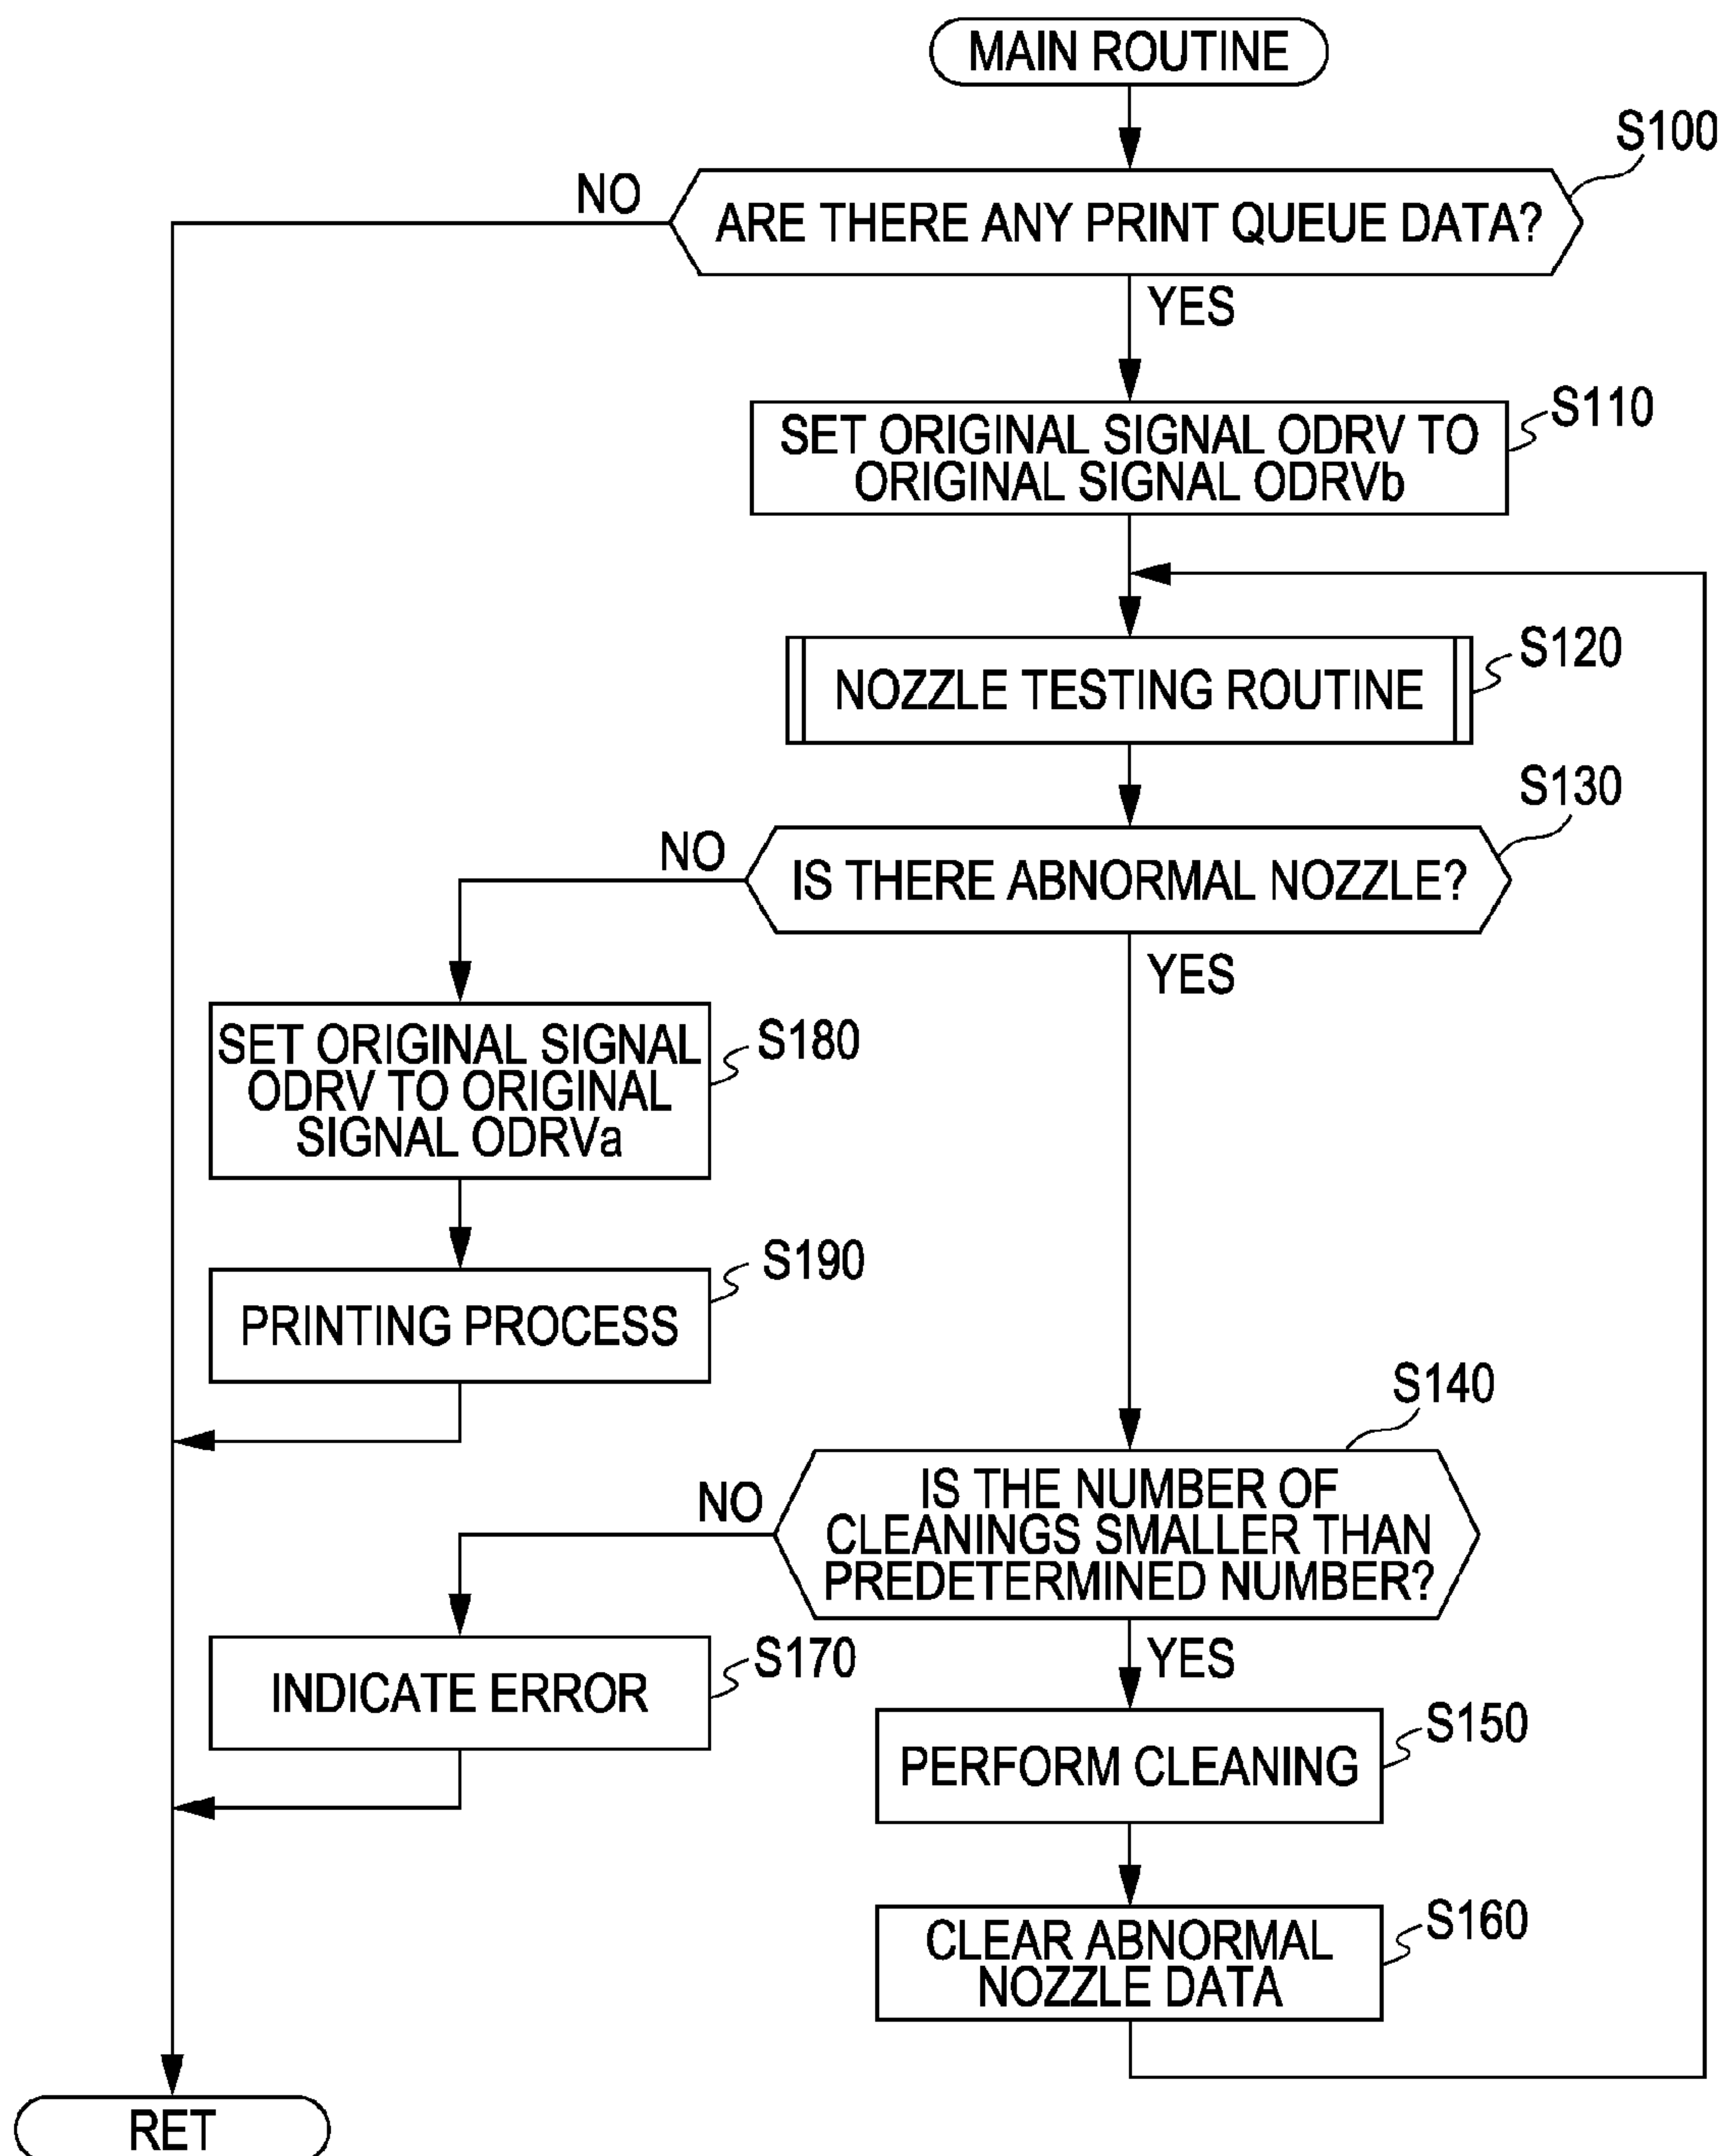 MAIN ROUTINE
S100
NO
ARE THERE ANY PRINT QUEUE DATA?
YES
S110
SET ORIGINAL SIGNAL ODRV TO
ORIGINAL SIGNAL ODRVb
S120
NOZZLE TESTING ROUTINE
S130
NO
IS THERE ABNORMAL NOZZLE?
YES
S180
SET ORIGINAL SIGNAL
ODRV TO ORIGINAL
SIGNAL ODRVa
S190
PRINTING PROCESS
S140
NO
IS THE NUMBER OF
CLEANINGS SMALLER THAN
PREDETERMINED NUMBER?
YES
S170
INDICATE ERROR
S150
PERFORM CLEANING
S160
CLEAR ABNORMAL
NOZZLE DATA
RET